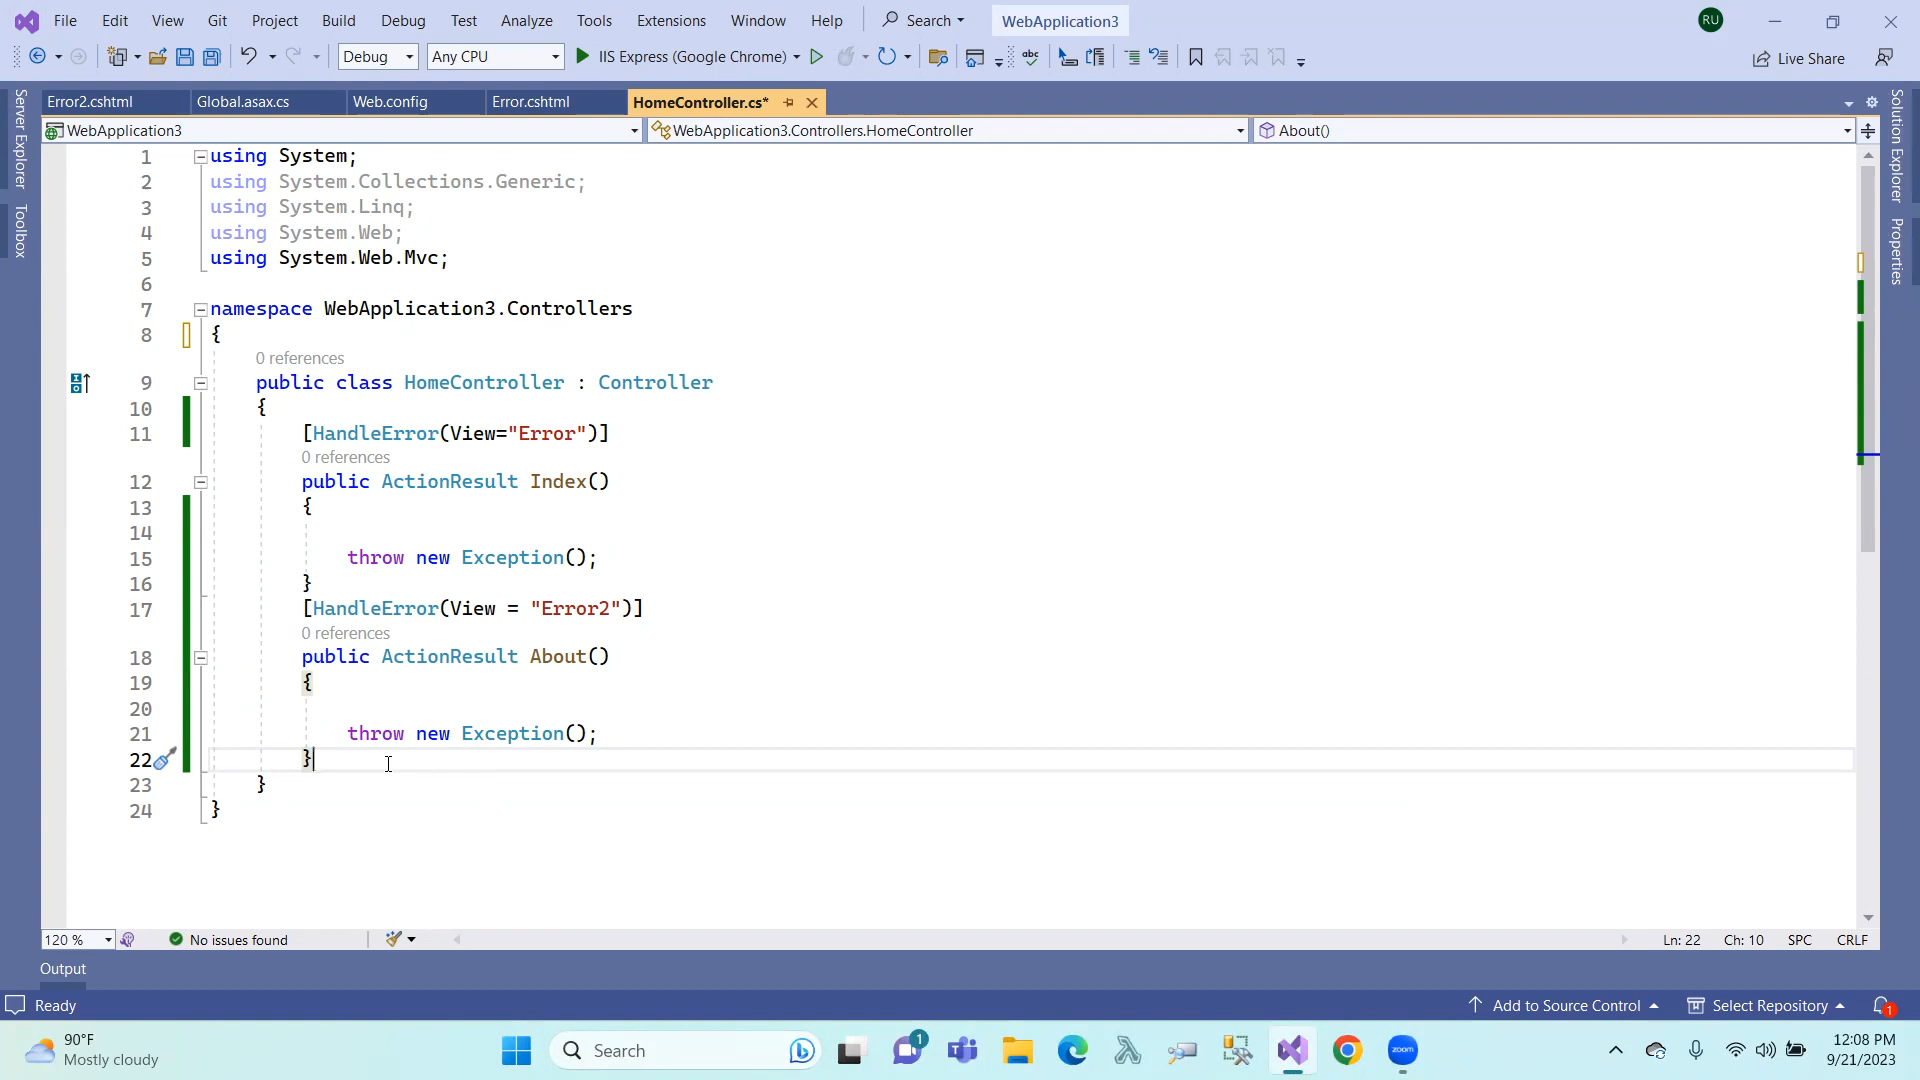 File Edit View Git Project Build Debug Test Analyze Tools Extensions Window Help Search WebApplication3 RU
Debug Any CPU IIS Express (Google Chrome) abc Live Share
Error2.cshtml Global.asax.cs Web.config Error.cshtml HomeController.cs*
WebApplication3 WebApplication3.Controllers.HomeController About()
Server Explorer
Toolbox
Solution Explorer
Properties
1 using System;
2 using System.Collections.Generic;
3 using System.Linq;
4 using System.Web;
5 using System.Web.Mvc;
6
7 namespace WebApplication3.Controllers
8 {
0 references
9 public class HomeController : Controller
10 {
11 [HandleError(View="Error")]
0 references
12 public ActionResult Index()
13 {
14
15 throw new Exception();
16 }
17 [HandleError(View = "Error2")]
0 references
18 public ActionResult About()
19 {
20
21 throw new Exception();
22 }
23 }
24 }
120 % No issues found Ln: 22 Ch: 10 SPC CRLF
Output
Ready Add to Source Control Select Repository 1
90°F
Mostly cloudy
Search 1 zoom
12:08 PM
9/21/2023